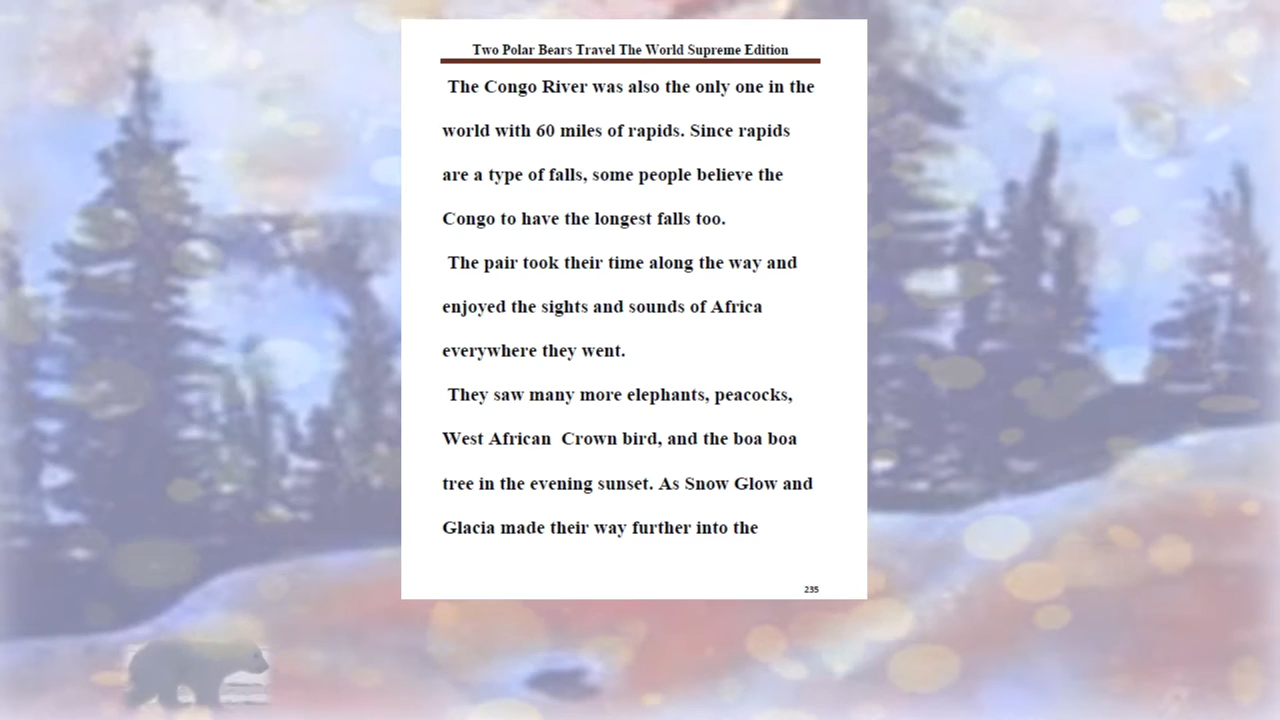 Two Polar Bears Travel The World Supreme Edition
The Congo River was also the only one in the
world with 60 miles of rapids. Since rapids
are a type of falls, some people believe the
Congo to have the longest falls too.
The pair took their time along the way and
enjoyed the sights and sounds of Africa
everywhere they went.
They saw many more elephants, peacocks,
West African  Crown bird, and the boa boa
tree in the evening sunset. As Snow Glow and
Glacia made their way further into the
235